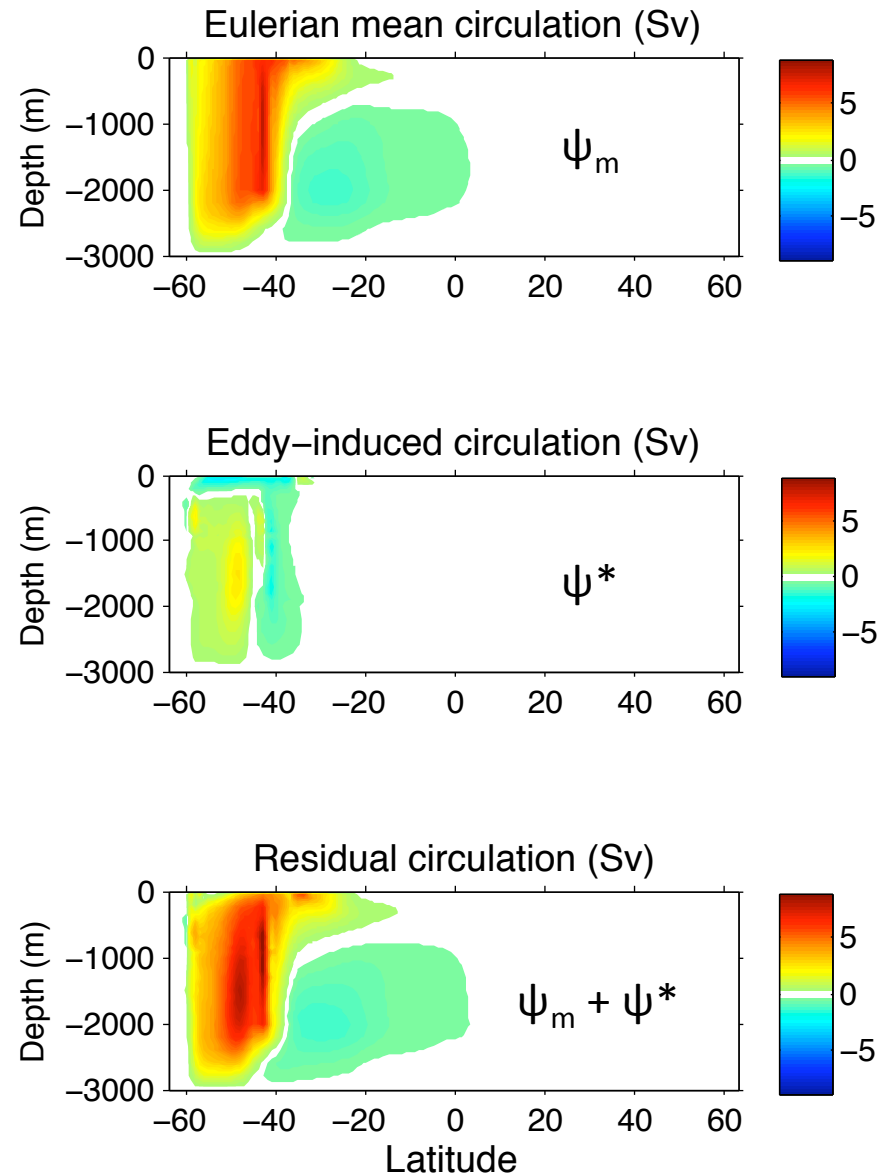 Eulerian mean circulation (Sv)
0
−1000
−2000
−3000
Depth (m)
−60 −40 −20 0 20 40 60
ψm
5
0
−5
Eddy−induced circulation (Sv)
0
−1000
−2000
−3000
Depth (m)
−60 −40 −20 0 20 40 60
ψ*
5
0
−5
Residual circulation (Sv)
0
−1000
−2000
−3000
Depth (m)
−60 −40 −20 0 20 40 60
ψm + ψ*
5
0
−5
Latitude